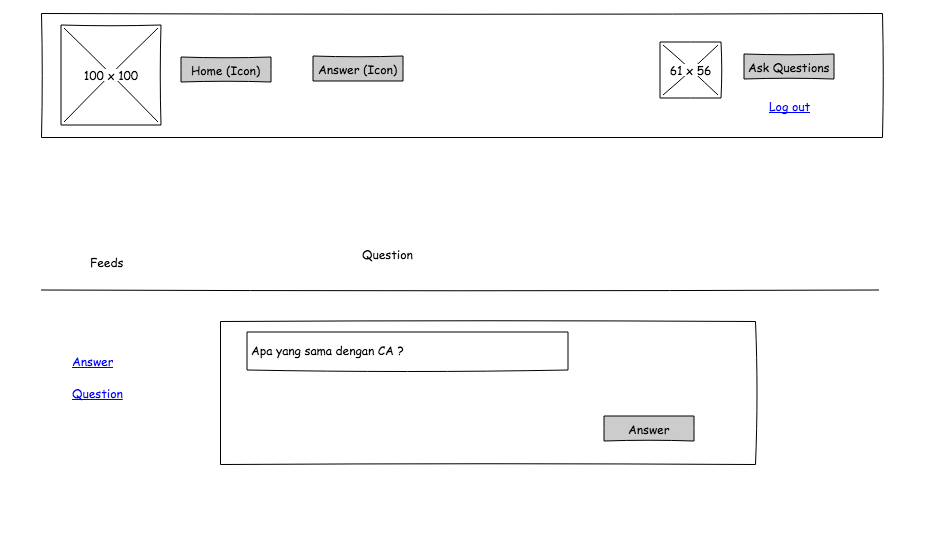 100 x 100
Home (Icon)
Answer (Icon)
61 x 56
Ask Questions
Log out
Feeds
Question
Answer
Question
Apa yang sama dengan CA ?
Answer